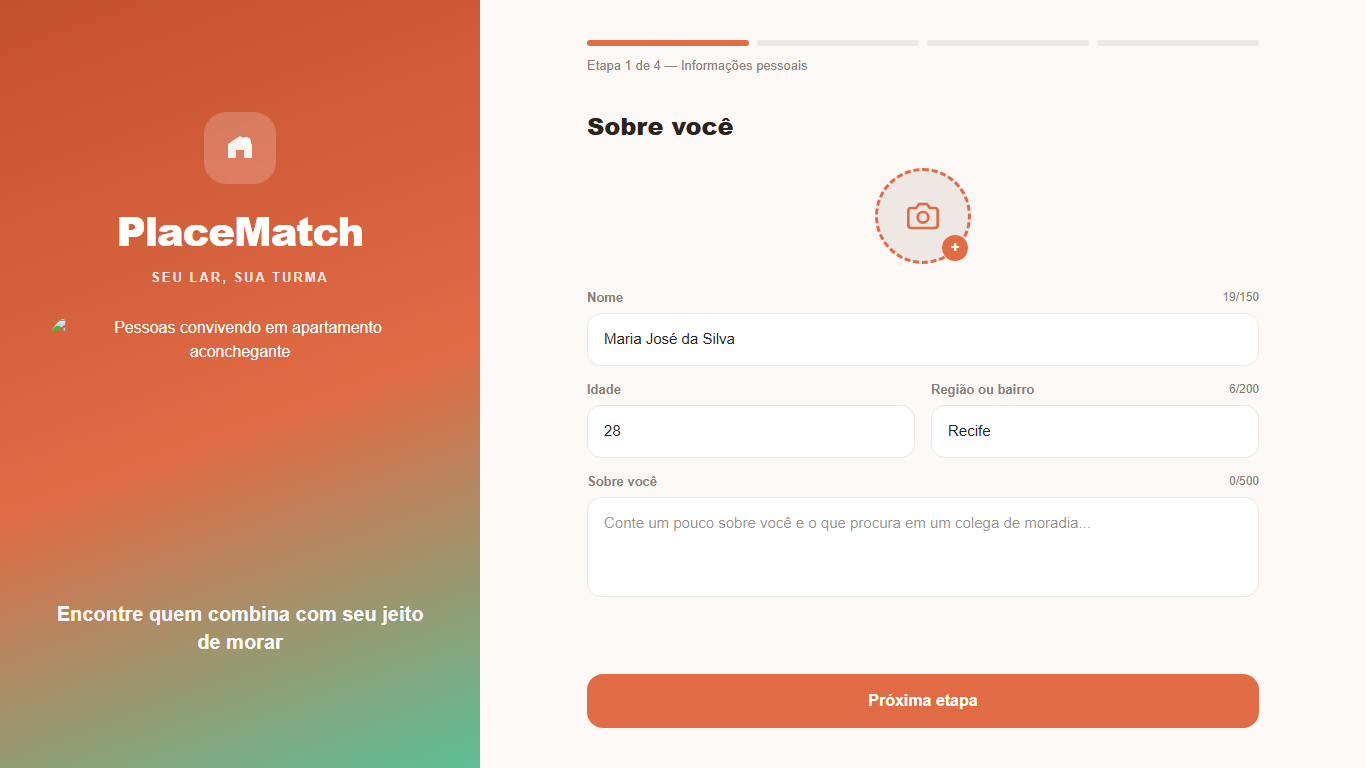 PlaceMatch
SEU LAR, SUA TURMA
Pessoas convivendo em apartamento
aconchegante
Encontre quem combina com seu jeito
de morar
Etapa 1 de 4 — Informações pessoais
Sobre você
+
Nome 19/150
Maria José da Silva
Idade
28
Região ou bairro 6/200
Recife
Sobre você 0/500
Conte um pouco sobre você e o que procura em um colega de moradia...
Próxima etapa